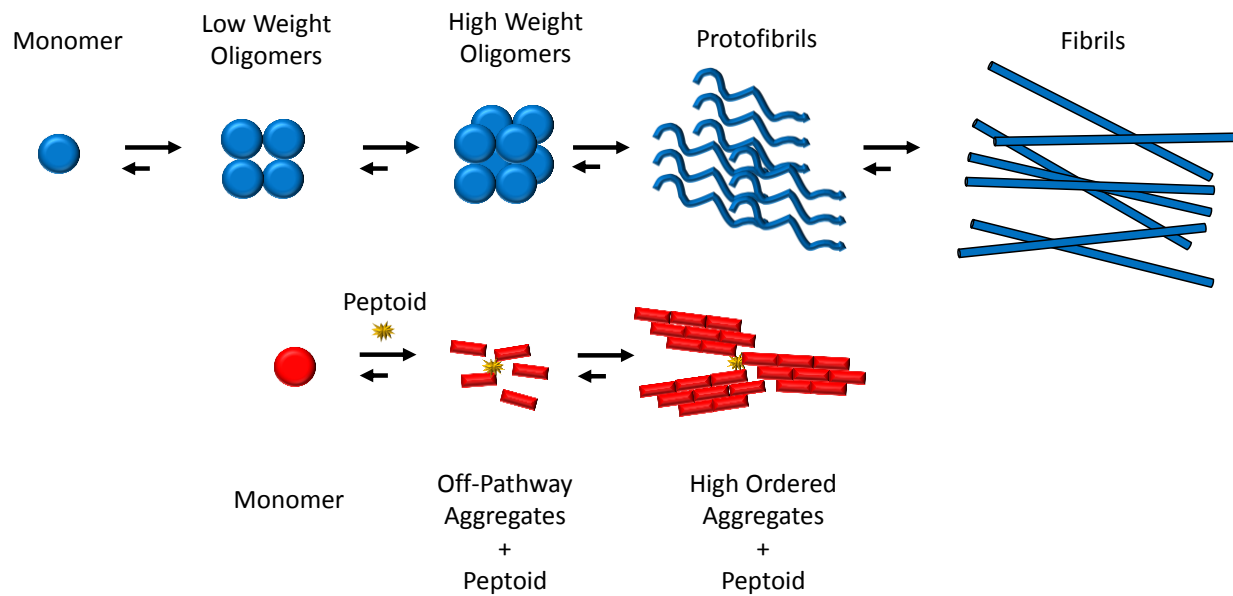 Monomer
Low Weight
Oligomers
High Weight
Oligomers
Protofibrils
Fibrils
Peptoid
Monomer
Off-Pathway
Aggregates
+
Peptoid
High Ordered
Aggregates
+
Peptoid